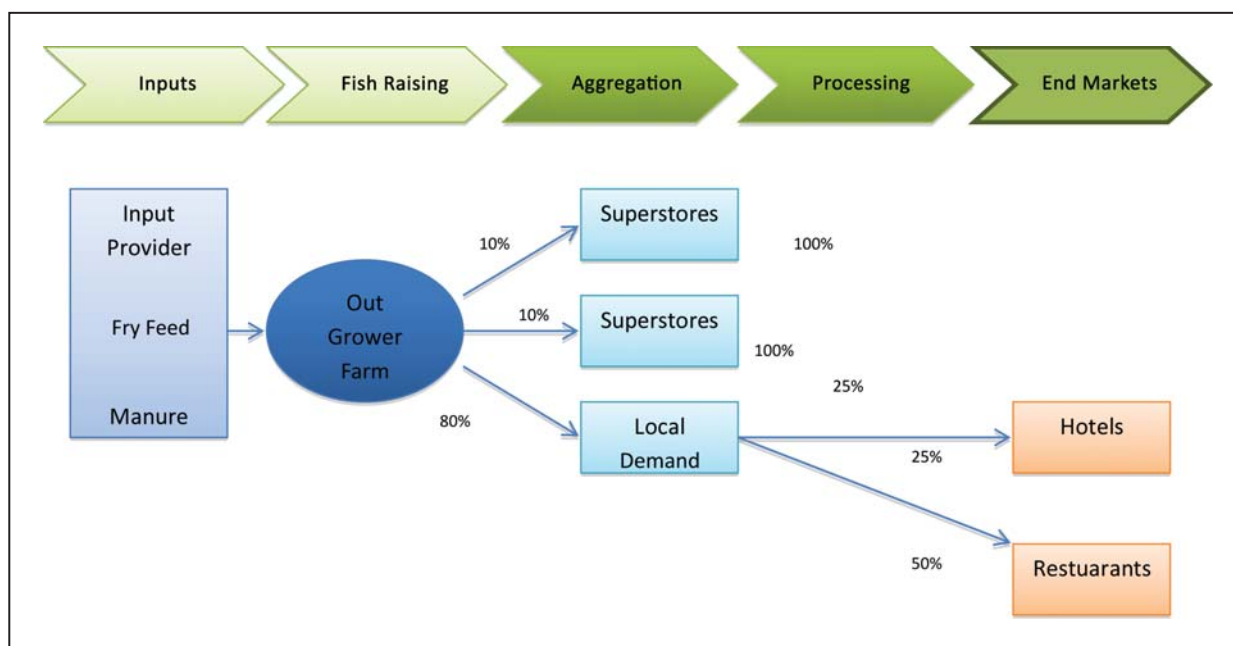 Inputs
Fish Raising
Aggregation
Processing
End Markets
Input
Provider
Fry Feed
Manure
Out
Grower
Farm
10%
10%
80%
Superstores
Superstores
Local
Demand
100%
100%
25%
25%
50%
Hotels
Restuarants